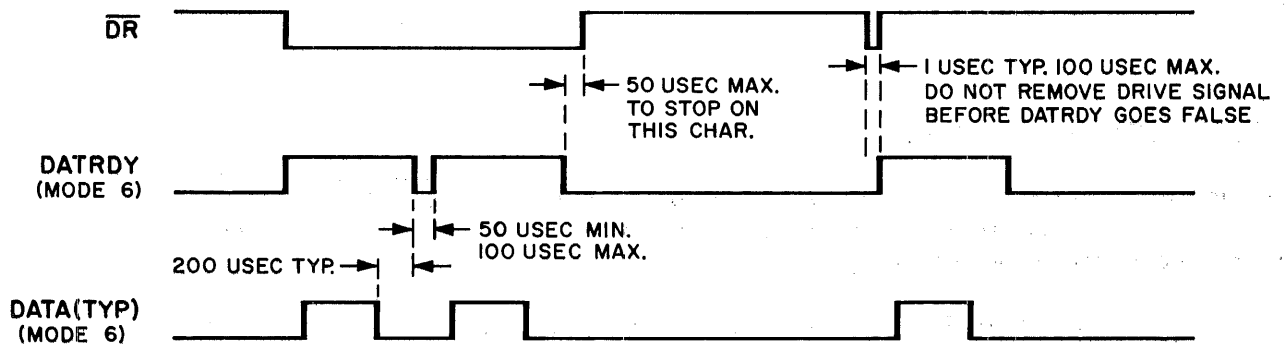 DR
50 USEC MAX.
TO STOP ON
THIS CHAR.
1 USEC TYP. 100 USEC MAX.
DO NOT REMOVE DRIVE SIGNAL
BEFORE DATRDY GOES FALSE
DATRDY
(MODE 6)
50 USEC MIN.
100 USEC MAX.
200 USEC TYP.
DATA(TYP)
(MODE 6)